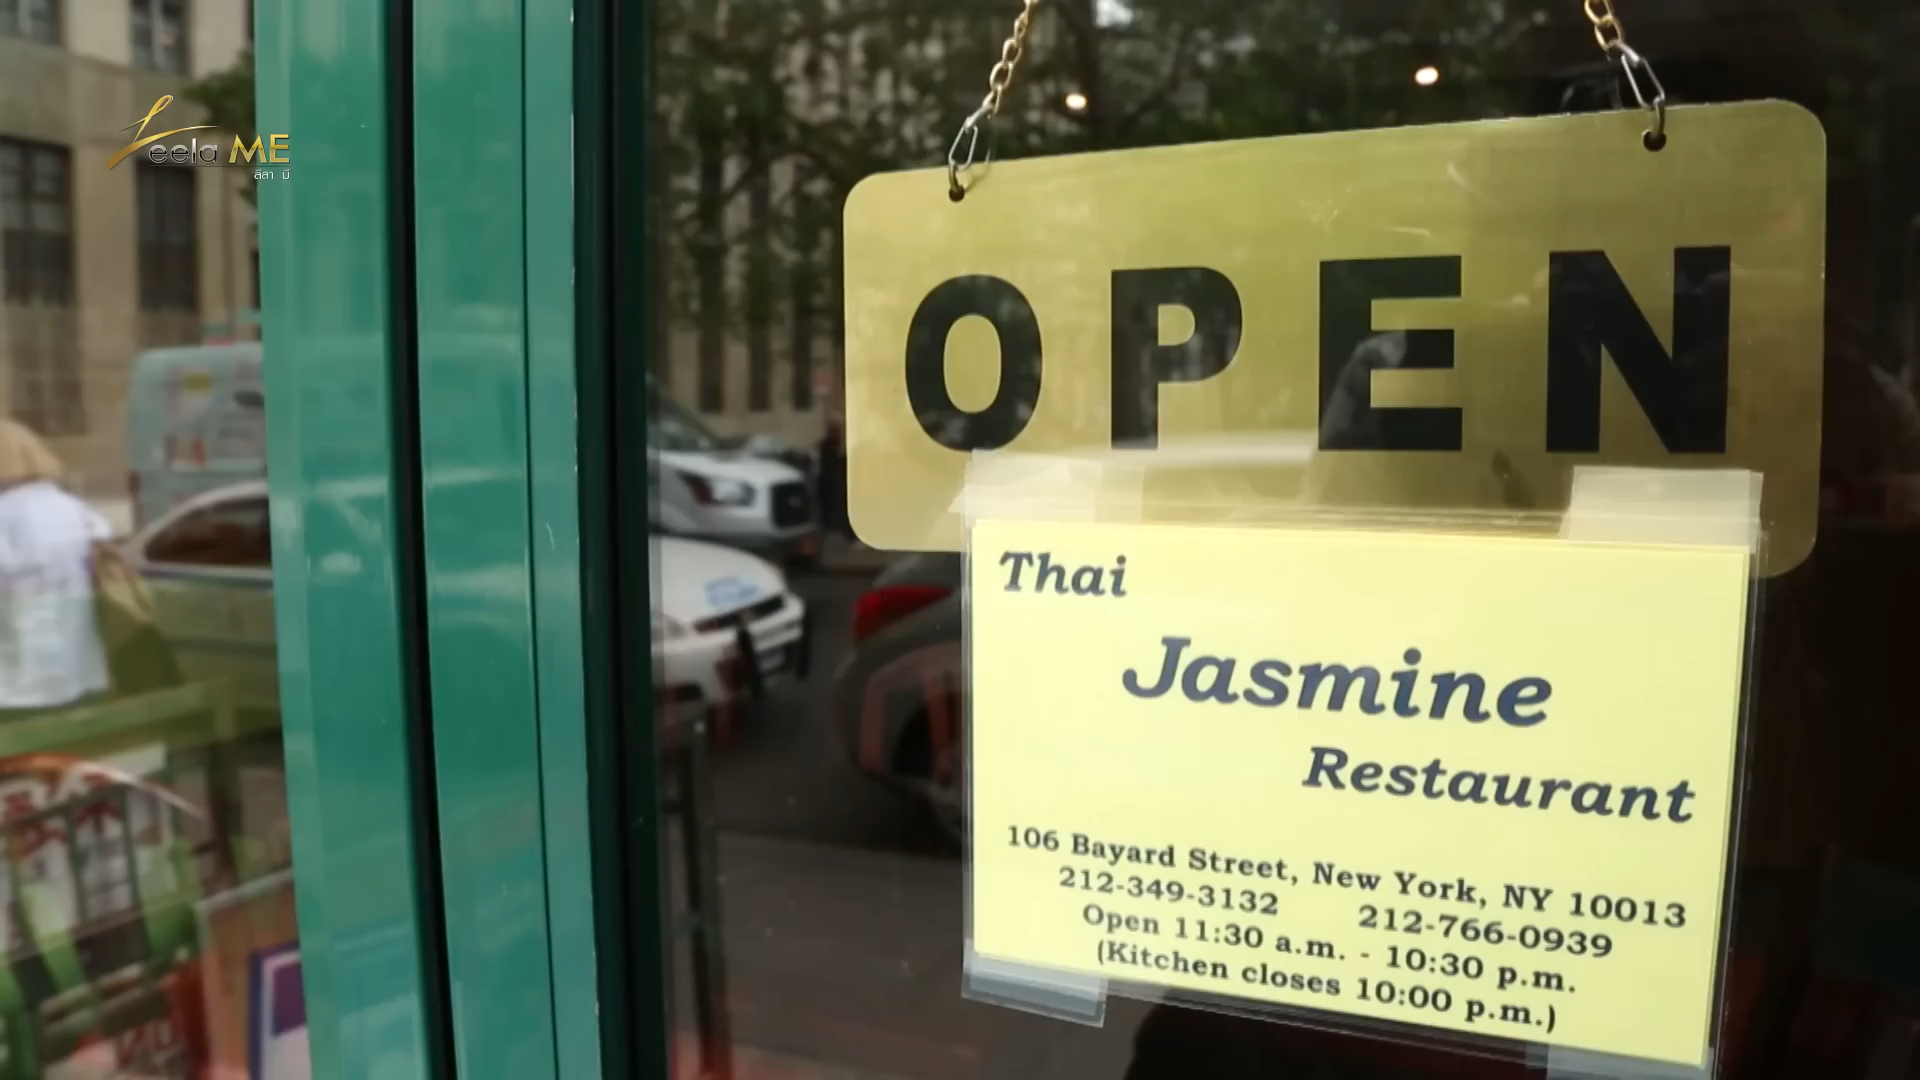 Leela ME
ลีลา มี
OPEN
Thai
Jasmine
Restaurant
106 Bayard Street, New York, NY 10013
212-349-3132 212-766-0939
Open 11:30 a.m. - 10:30 p.m.
(Kitchen closes 10:00 p.m.)